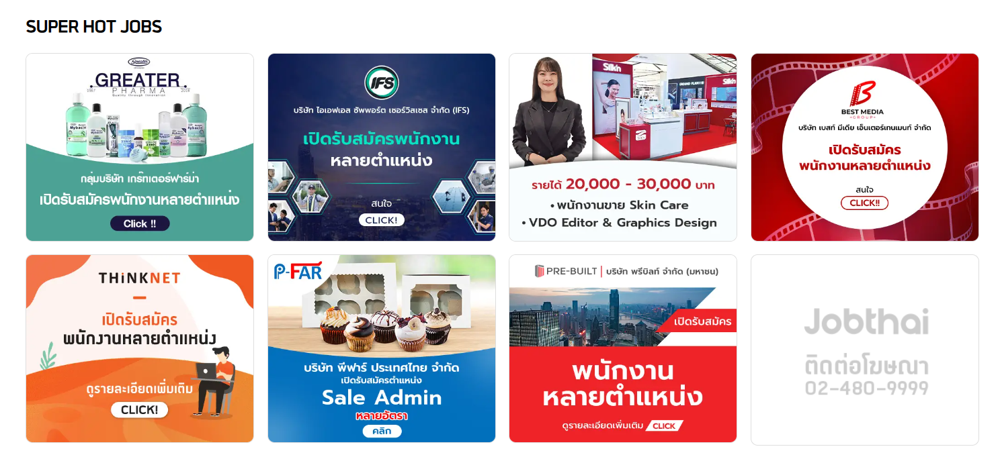 SUPER HOT JOBS
Greater
GREATER
1967 PHARMA 2018
Quality through Innovation
Mybacin
Mybacin
ZINC
ZINC
Mybacin
กลุ่มบริษัท เกร๊ทเตอร์ฟาร์ม่า
เปิดรับสมัครพนักงานหลายตำแหน่ง
Click !!
IFS
บริษัท ไอเอฟเอส ซัพพอร์ต เซอร์วิสเซส จำกัด (IFS)
เปิดรับสมัครพนักงาน
หลายตำแหน่ง
สนใจ
CLICK!
Silk'n
Silk'n
รายได้ 20,000 - 30,000 บาท
• พนักงานขาย Skin Care
• VDO Editor & Graphics Design
B
BEST MEDIA
GROUP
บริษัท เบสท์ มีเดีย เอ็นเตอร์เทนเมนท์ จำกัด
เปิดรับสมัคร
พนักงานหลายตำแหน่ง
สนใจ
CLICK!!
THiNKNET
เปิดรับสมัคร
พนักงานหลายตำแหน่ง
ดูรายละเอียดเพิ่มเติม
CLICK!
P-FAR
บริษัท พีฟาร์ ประเทศไทย จำกัด
เปิดรับสมัครตำแหน่ง
Sale Admin
หลายอัตรา
คลิก
PRE-BUILT | บริษัท พรีบิลท์ จำกัด (มหาชน)
เปิดรับสมัคร
พนักงาน
หลายตำแหน่ง
ดูรายละเอียดเพิ่มเติม CLICK
Jobthai
ติดต่อโฆษณา
02-480-9999